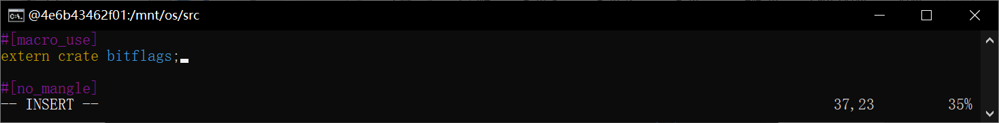 @4e6b43462f01:/mnt/os/src
#[macro_use]
extern crate bitflags;
#[no_mangle]
-- INSERT -- 37,23 35%